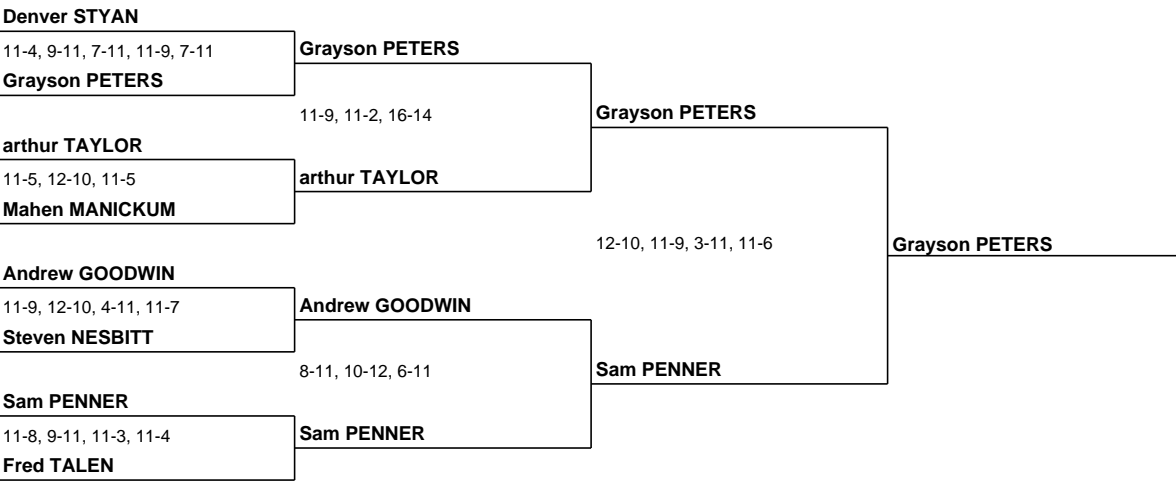 Denver STYAN
11-4, 9-11, 7-11, 11-9, 7-11
Grayson PETERS
arthur TAYLOR
11-5, 12-10, 11-5
Mahen MANICKUM
Andrew GOODWIN
11-9, 12-10, 4-11, 11-7
Steven NESBITT
Sam PENNER
11-8, 9-11, 11-3, 11-4
Fred TALEN
Grayson PETERS
11-9, 11-2, 16-14
arthur TAYLOR
Andrew GOODWIN
8-11, 10-12, 6-11
Sam PENNER
Grayson PETERS
12-10, 11-9, 3-11, 11-6
Sam PENNER
Grayson PETERS